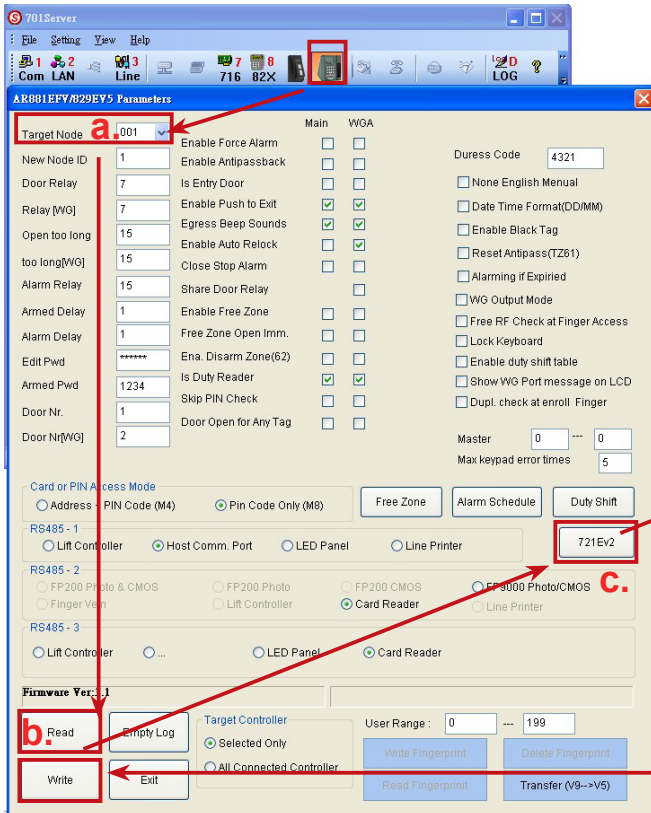 701Server
File Setting View Help
1 2 3 7 8 D
Com LAN Line 716 82X LOG
AR881EFV/829EV5 Parameters
a.
Main WGA
Target Node 001
New Node ID 1
Door Relay 7
Relay [WG] 7
Open too long 15
too long[WG] 15
Alarm Relay 15
Armed Delay 1
Alarm Delay 1
Edit Pwd ******
Armed Pwd 1234
Door Nr. 1
Door Nr[WG] 2
Enable Force Alarm
Enable Antipassback
Is Entry Door
Enable Push to Exit
Egress Beep Sounds
Enable Auto Relock
Close Stop Alarm
Share Door Relay
Enable Free Zone
Free Zone Open Imm.
Ena. Disarm Zone(62)
Is Duty Reader
Skip PIN Check
Door Open for Any Tag
Duress Code 4321
None English Menual
Date Time Format(DD/MM)
Enable Black Tag
Reset Antipass(TZ61)
Alarming if Expiried
WG Output Mode
Free RF Check at Finger Access
Lock Keyboard
Enable duty shift table
Show WG Port message on LCD
Dupl. check at enroll Finger
Master 0 --- 0
Max keypad error times 5
Card or PIN Access Mode
Address + PIN Code (M4) Pin Code Only (M8)
Free Zone Alarm Schedule Duty Shift
RS485 - 1
Lift Controller Host Comm. Port LED Panel Line Printer
721Ev2
c.
RS485 - 2
FP200 Photo & CMOS FP200 Photo FP200 CMOS FP9000 Photo/CMOS
Finger Vein Lift Controller Card Reader Line Printer
RS485 - 3
Lift Controller ... LED Panel Card Reader
Firmware Ver:3.1
b.
Read Empty Log
Write Exit
Target Controller
Selected Only
All Connected Controller
User Range : 0 --- 199
Write Fingerprint Delete Fingerprint
Read Fingerprinit Transfer (V9-->V5)